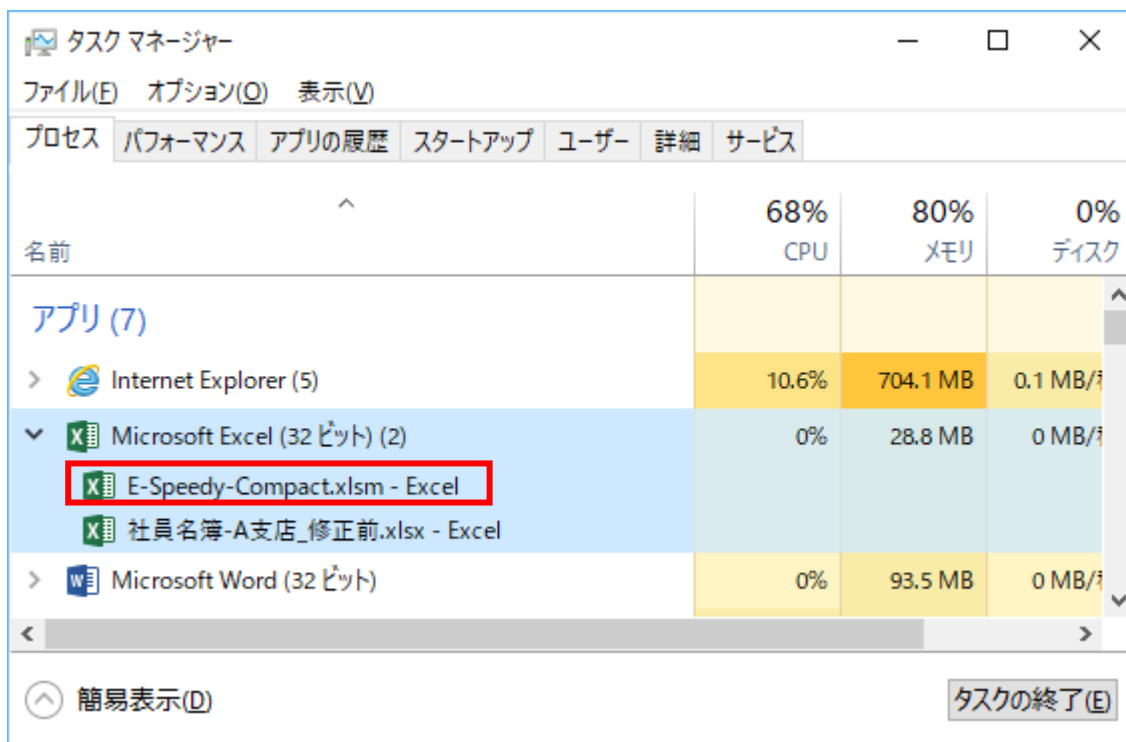 タスク マネージャー
ファイル(F) オプション(O) 表示(V)
プロセス パフォーマンス アプリの履歴 スタートアップ ユーザー 詳細 サービス
68% 80% 0%
名前 CPU メモリ ディスク
アプリ (7)
Internet Explorer (5) 10.6% 704.1 MB 0.1 MB/
Microsoft Excel (32 ビット) (2) 0% 28.8 MB 0 MB/
E-Speedy-Compact.xlsm - Excel
社員名簿-A支店_修正前.xlsx - Excel
Microsoft Word (32 ビット) 0% 93.5 MB 0 MB/
簡易表示(D) タスクの終了(E)